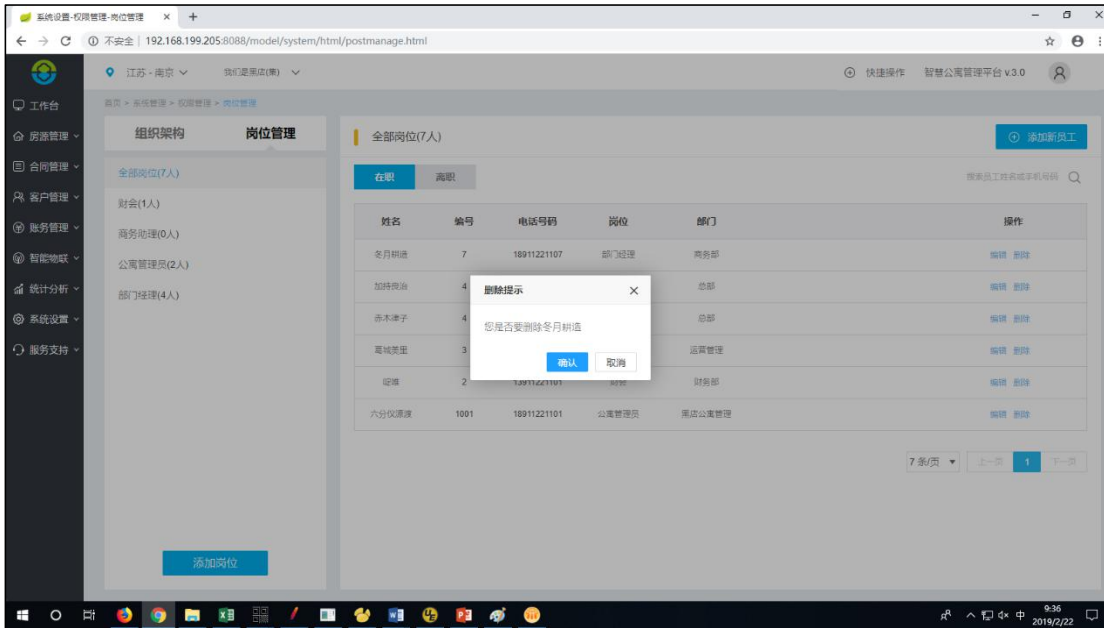 系统设置-权限管理-岗位管理
不安全 | 192.168.199.205:8088/model/system/html/postmanage.html
江苏 - 南京 我们是黑店(集) 快捷操作 智慧公寓管理平台 v.3.0
首页 > 系统管理 > 权限管理 > 岗位管理
工作台
房源管理
合同管理
客户管理
账务管理
智能物联
统计分析
系统设置
服务支持
组织架构 岗位管理
全部岗位(7人)
财会(1人)
商务助理(0人)
公寓管理员(2人)
部门经理(4人)
添加岗位
全部岗位(7人) 添加新员工
在职 离职 搜索员工姓名或手机号码
姓名 编号 电话号码 岗位 部门 操作
冬月耕造 7 18911221107 部门经理 商务部 编辑 删除
加持良治 4 总部 编辑 删除
赤木律子 4 总部 编辑 删除
葛城美里 3 运营管理 编辑 删除
2 13911221101 财会 财务部 编辑 删除
六分仪源渡 1001 18911221101 公寓管理员 黑店公寓管理 编辑 删除
删除提示
您是否要删除冬月耕造
确认 取消
7 条/页 上一页 1 下一页
中 9:36
2019/2/22